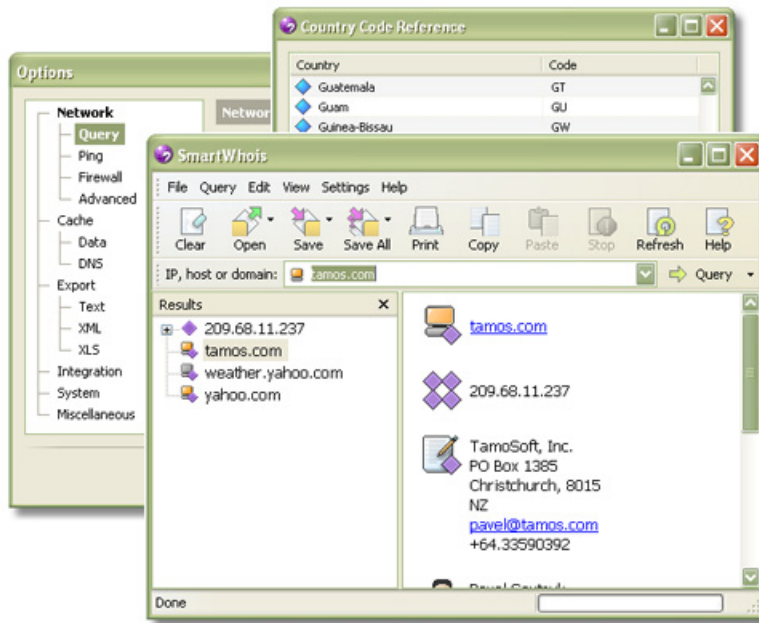 Country Code Reference
Country Code
Guatemala GT
Guam GU
Guinea-Bissau GW
Options
Network
Query
Ping
Firewall
Advanced
Cache
Data
DNS
Export
Text
XML
XLS
Integration
System
Miscellaneous
SmartWhois
File Query Edit View Settings Help
Clear Open Save Save All Print Copy Paste Stop Refresh Help
IP, host or domain: tamos.com Query
Results
209.68.11.237
tamos.com
weather.yahoo.com
yahoo.com
tamos.com
209.68.11.237
TamoSoft, Inc.
PO Box 1385
Christchurch, 8015
NZ
pavel@tamos.com
+64.33590392
Done